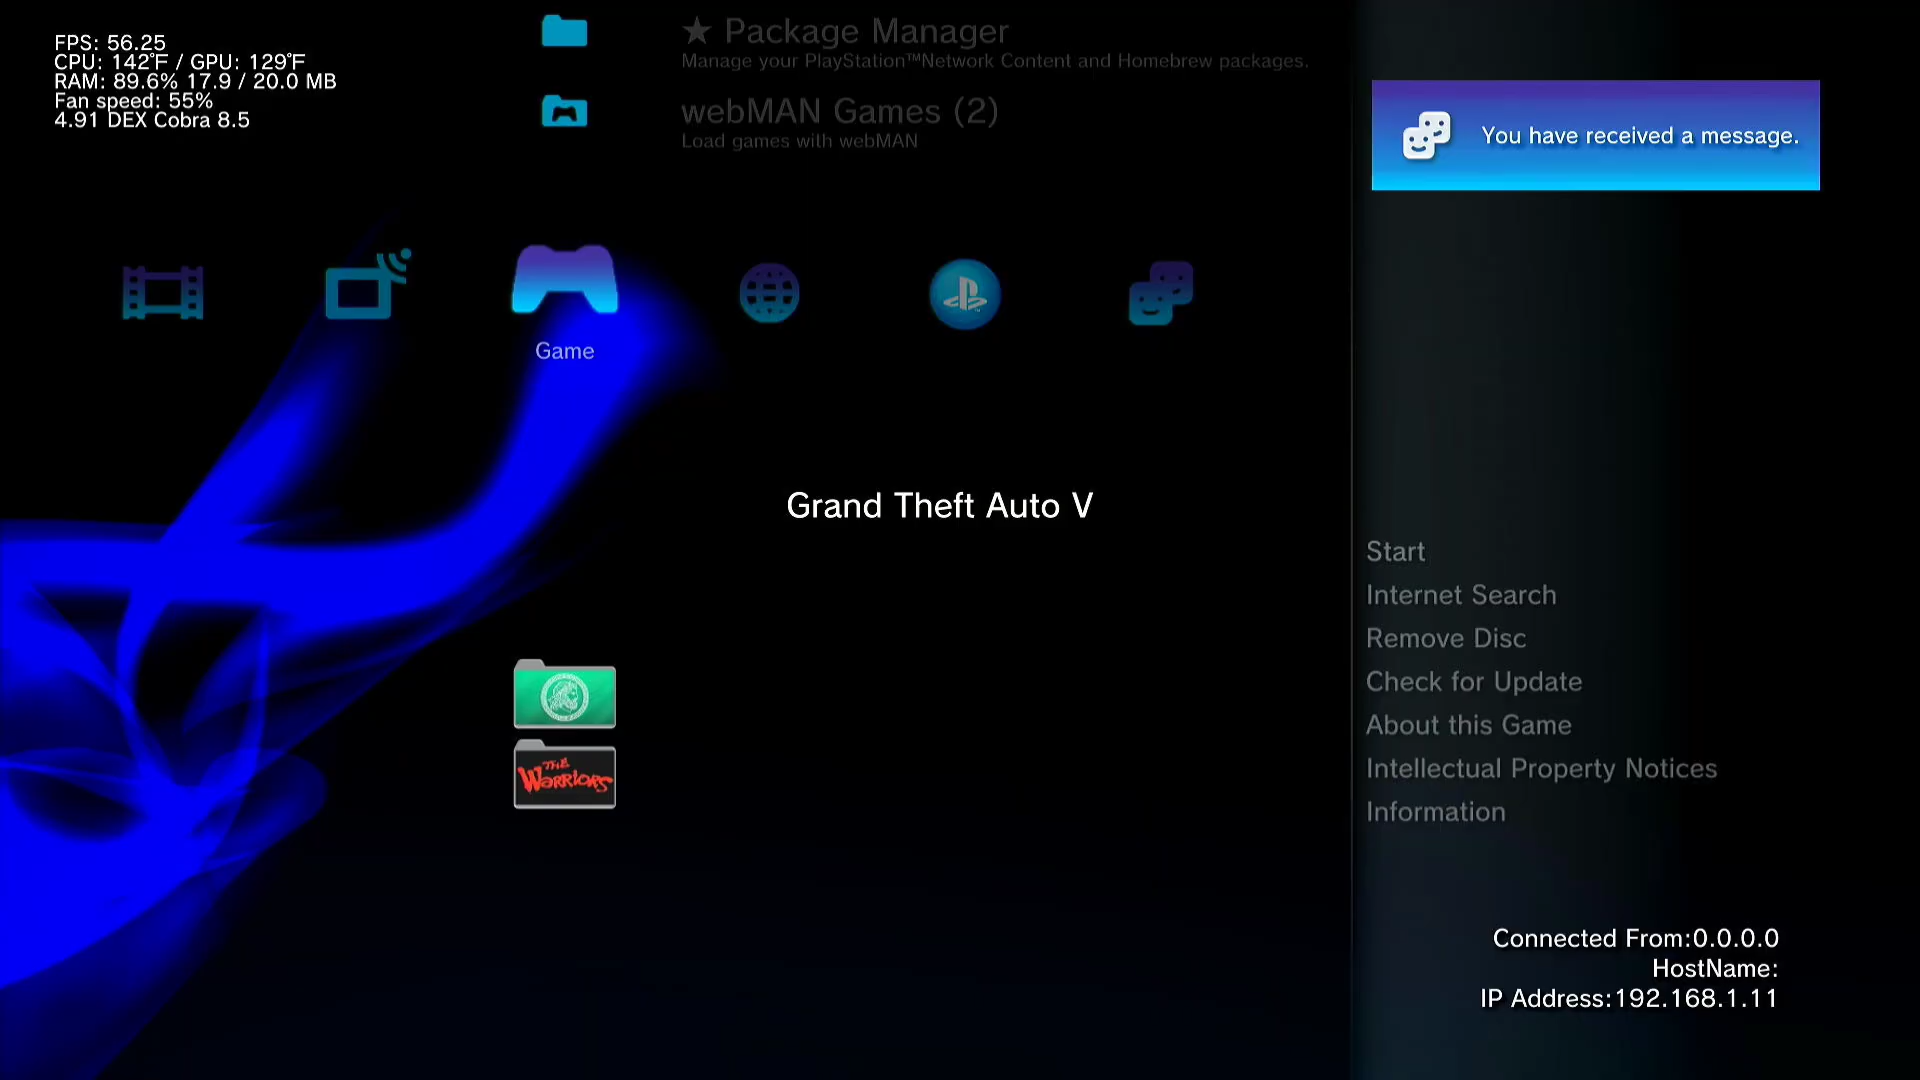 FPS: 56.25
CPU: 142°F / GPU: 129°F
RAM: 89.6% 17.9 / 20.0 MB
Fan speed: 55%
4.91 DEX Cobra 8.5
★ Package Manager
Manage your PlayStation™Network Content and Homebrew packages.
webMAN Games (2)
Load games with webMAN
You have received a message.
Game
Grand Theft Auto V
THE
WARRIORS
Start
Internet Search
Remove Disc
Check for Update
About this Game
Intellectual Property Notices
Information
Connected From:0.0.0.0
HostName:
IP Address:192.168.1.11